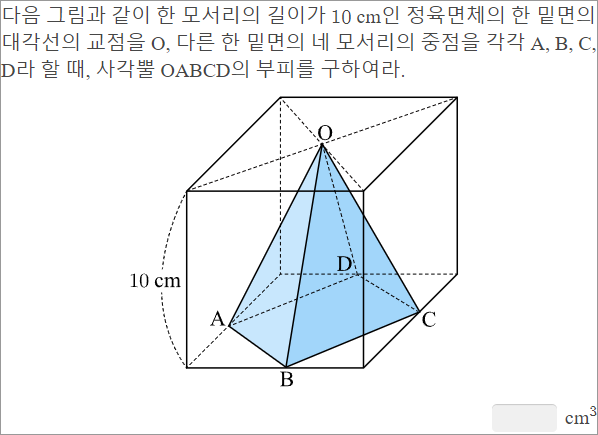 다음 그림과 같이 한 모서리의 길이가 10 cm인 정육면체의 한 밑면의
대각선의 교점을 O, 다른 한 밑면의 네 모서리의 중점을 각각 A, B, C,
D라 할 때, 사각뿔 OABCD의 부피를 구하여라.
O
10 cm
D
A
C
B
cm³